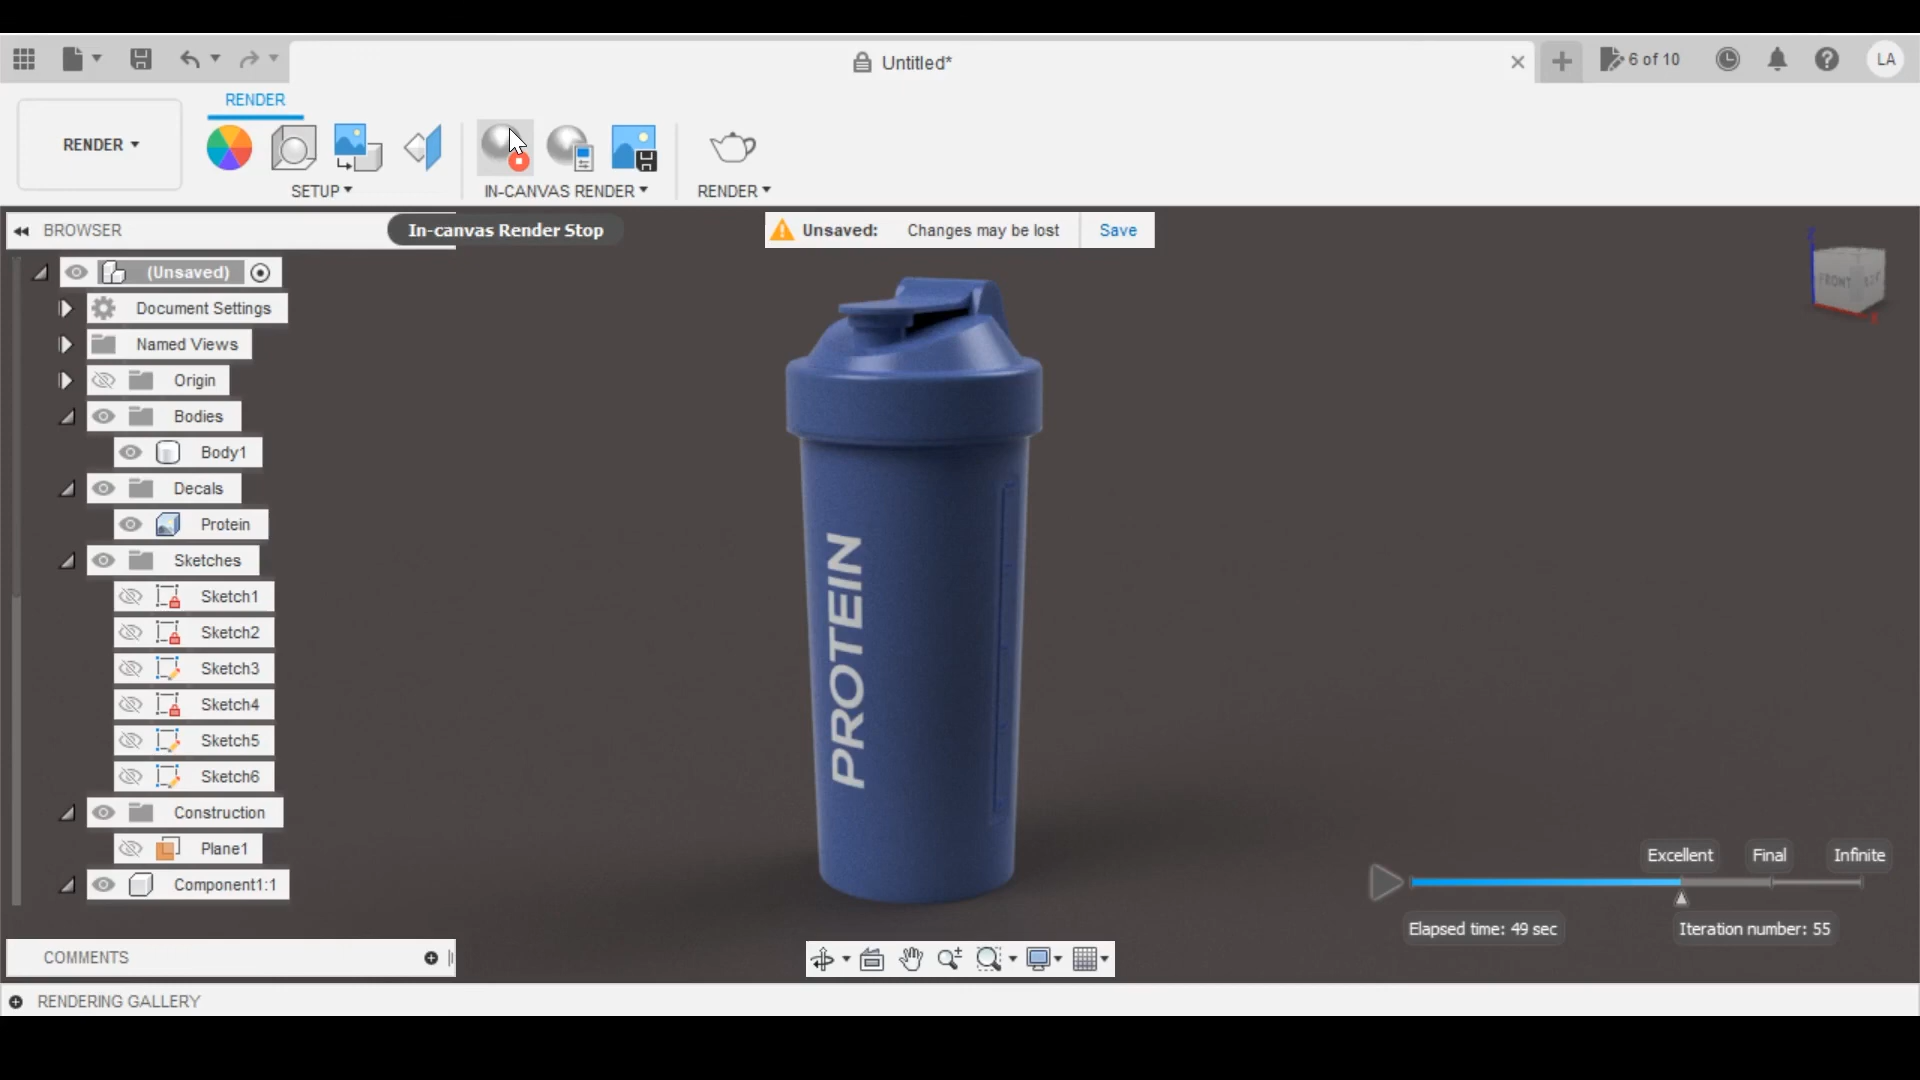 Untitled*
6 of 10
LA
RENDER
RENDER
SETUP
IN-CANVAS RENDER
RENDER
BROWSER
In-canvas Render Stop
Unsaved: Changes may be lost Save
(Unsaved)
Document Settings
Named Views
Origin
Bodies
Body1
Decals
Protein
Sketches
Sketch1
Sketch2
Sketch3
Sketch4
Sketch5
Sketch6
Construction
Plane1
Component1:1
FRONT
PROTEIN
Excellent Final Infinite
Elapsed time: 49 sec Iteration number: 55
COMMENTS
RENDERING GALLERY